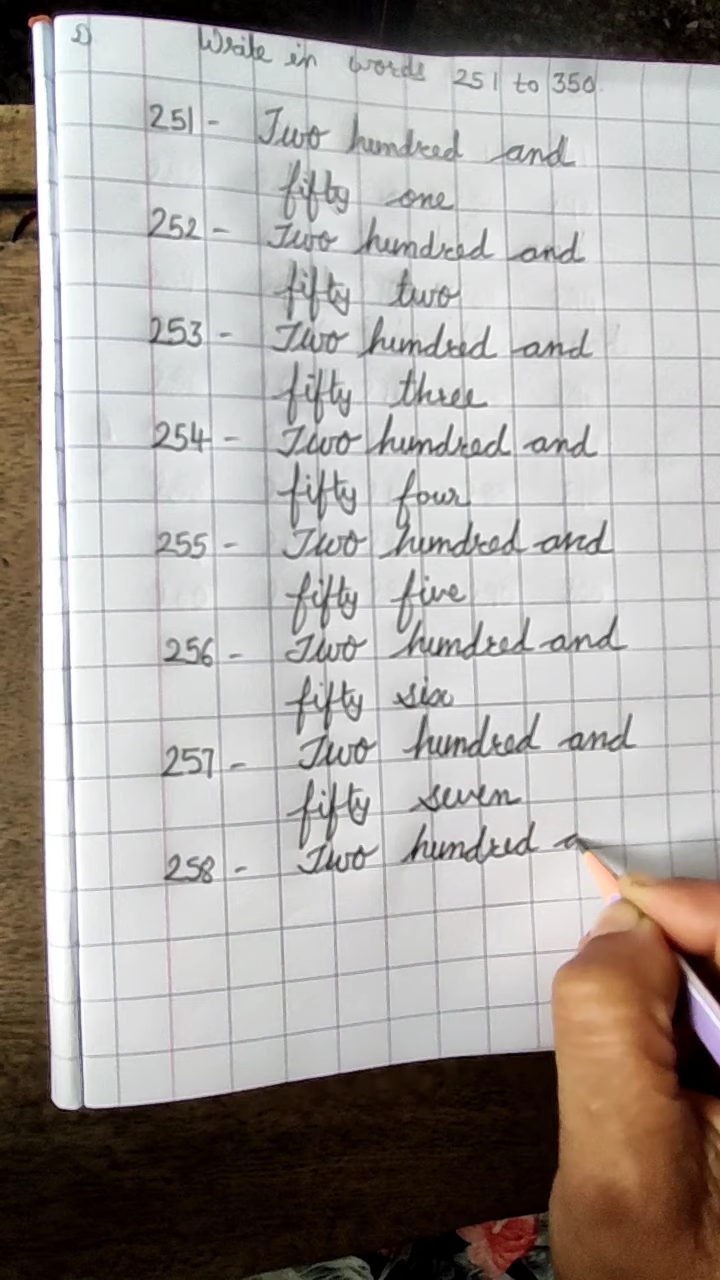 1) Write in words 251 to 350.
251 - Two hundred and
fifty one
252 - Two hundred and
fifty two
253 - Two hundred and
fifty three
254 - Two hundred and
fifty four
255 - Two hundred and
fifty five
256 - Two hundred and
fifty six
257 - Two hundred and
fifty seven
258 - Two hundred a